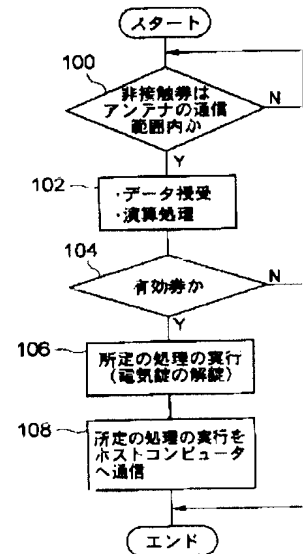 スタート
100
非接触券は
アンテナの通信
範囲内か
N
Y
102
・データ授受
・演算処理
104
有効券か
N
Y
106
所定の処理の実行
(電気錠の解錠)
108
所定の処理の実行を
ホストコンピュータ
へ通信
エンド